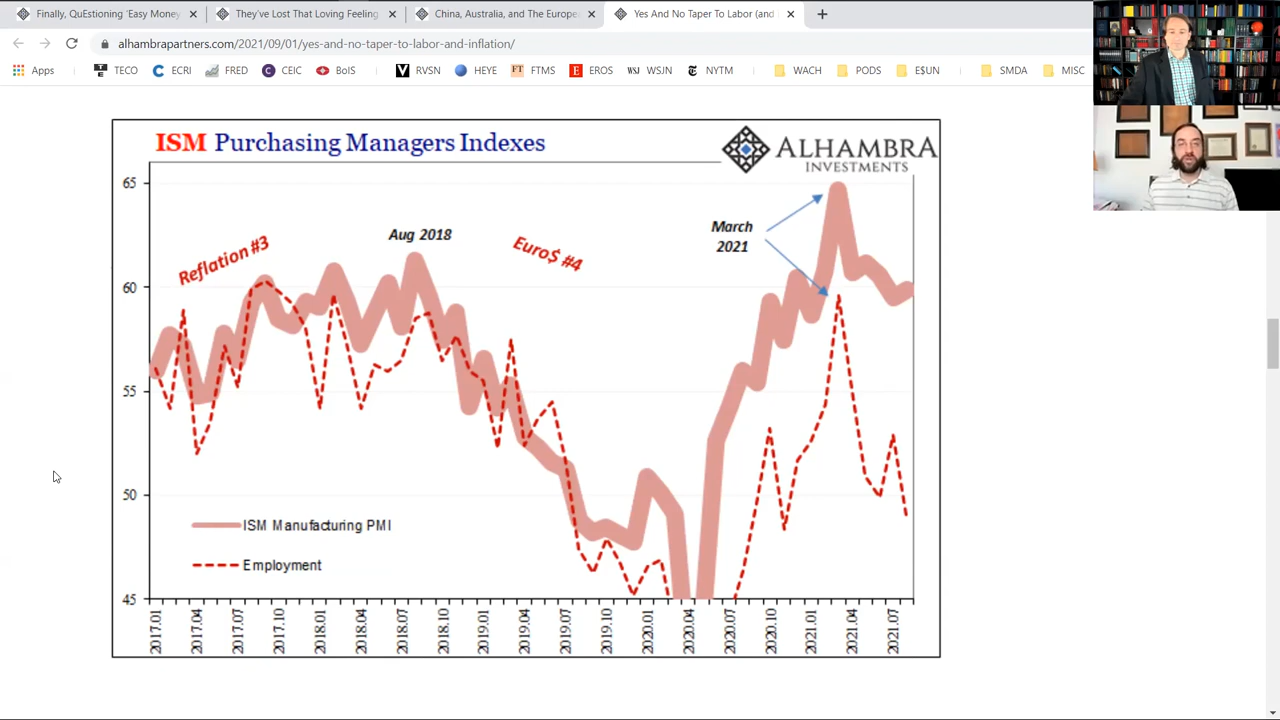 Finally, QuEstioning 'Easy Money
They've Lost That Loving Feeling
China, Australia, and The Europe
Yes And No Taper To Labor (and
alhambrapartners.com/2021/09/01/yes-and-no-taper-to-labor-and-inflation/
Apps
TECO
ECRI
FRED
CEIC
BoIS
RVSN
HEYE
FTNT
EROS
WSJ WSJN
NYTM
WACH
PODS
ESUN
SMDA
MISC
ISM Purchasing Managers Indexes
ALHAMBRA
INVESTMENTS
65
60
55
50
45
Reflation #3
Aug 2018
Euro$ #4
March
2021
ISM Manufacturing PMI
Employment
2017.01
2017.04
2017.07
2017.10
2018.01
2018.04
2018.07
2018.10
2019.01
2019.04
2019.07
2019.10
2020.01
2020.04
2020.07
2020.10
2021.01
2021.04
2021.07